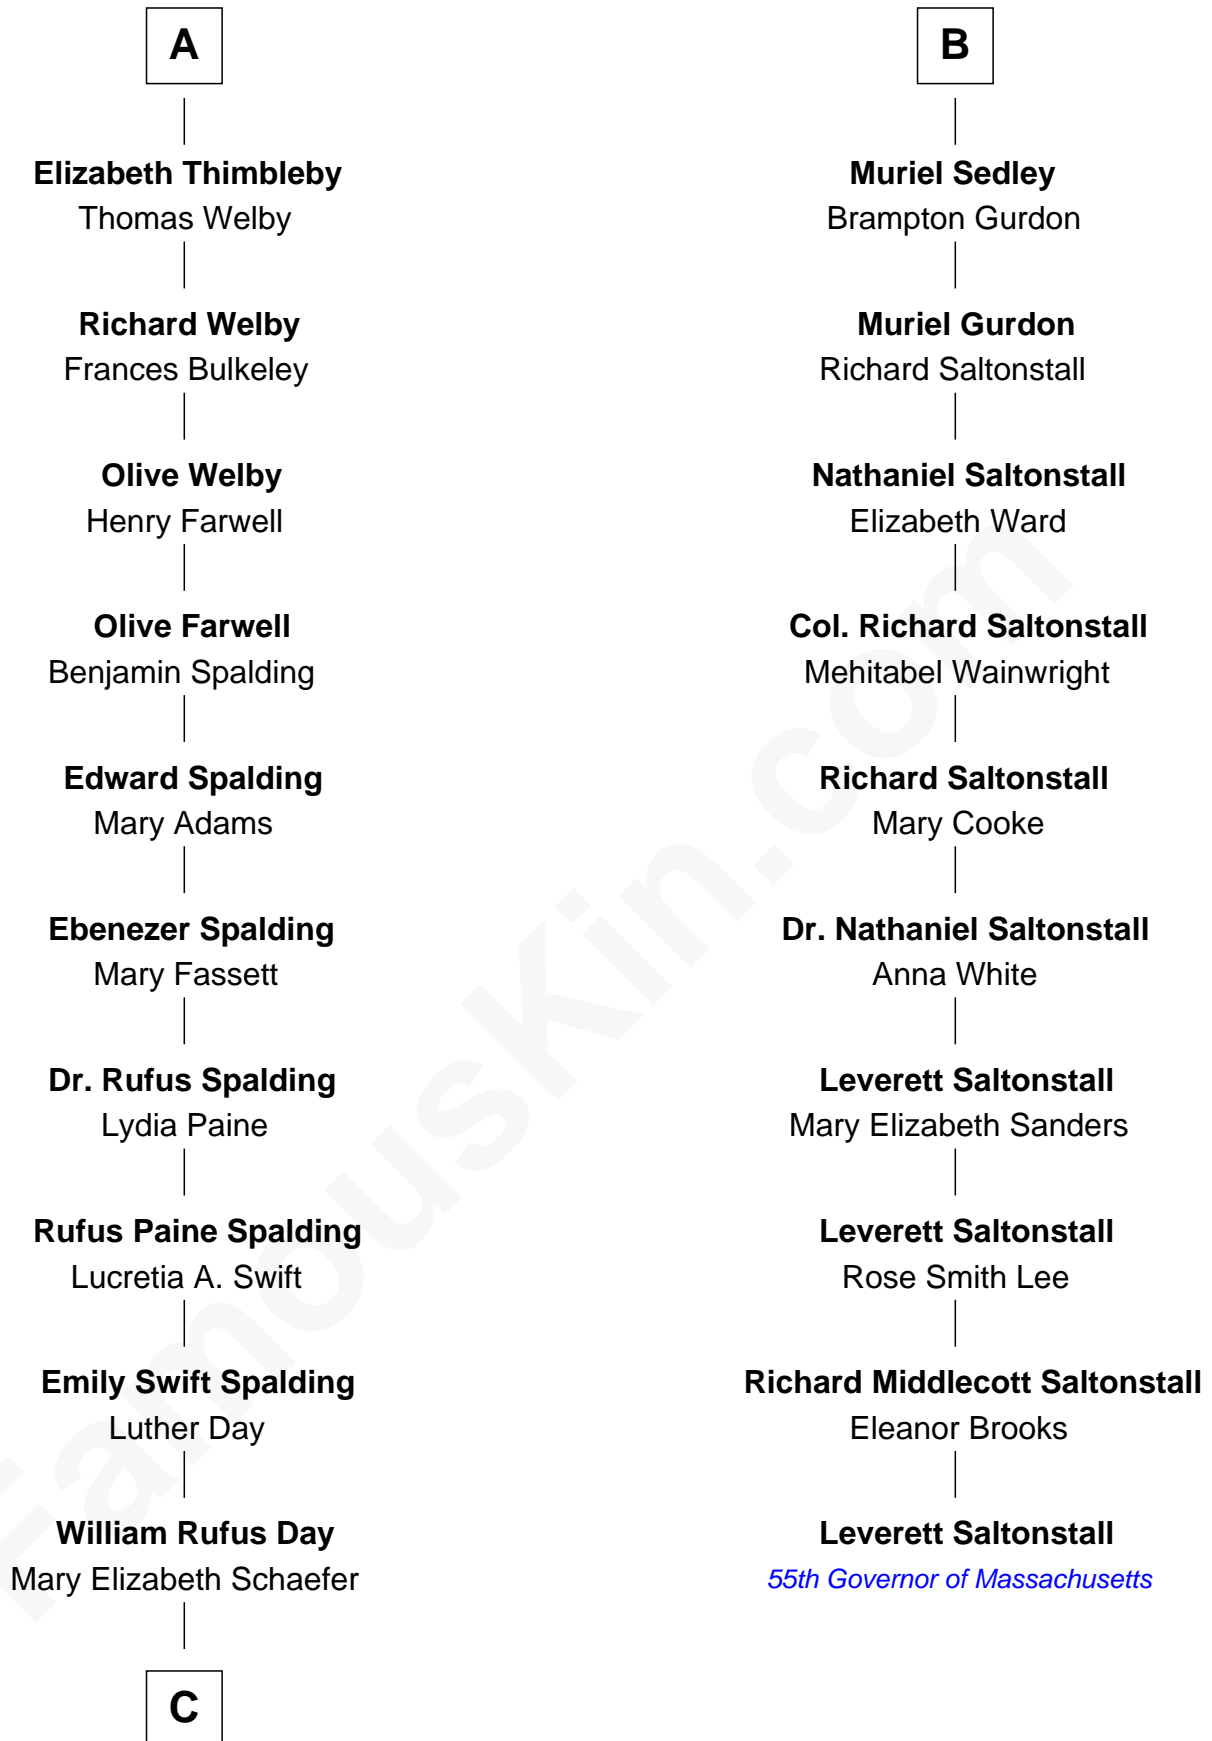 A
Elizabeth Thimbleby
Thomas Welby
Richard Welby
Frances Bulkeley
Olive Welby
Henry Farwell
Olive Farwell
Benjamin Spalding
Edward Spalding
Mary Adams
Ebenezer Spalding
Mary Fassett
Dr. Rufus Spalding
Lydia Paine
Rufus Paine Spalding
Lucretia A. Swift
Emily Swift Spalding
Luther Day
William Rufus Day
Mary Elizabeth Schaefer
C
B
Muriel Sedley
Brampton Gurdon
Muriel Gurdon
Richard Saltonstall
Nathaniel Saltonstall
Elizabeth Ward
Col. Richard Saltonstall
Mehitabel Wainwright
Richard Saltonstall
Mary Cooke
Dr. Nathaniel Saltonstall
Anna White
Leverett Saltonstall
Mary Elizabeth Sanders
Leverett Saltonstall
Rose Smith Lee
Richard Middlecott Saltonstall
Eleanor Brooks
Leverett Saltonstall
55th Governor of Massachusetts
FamousKin.com